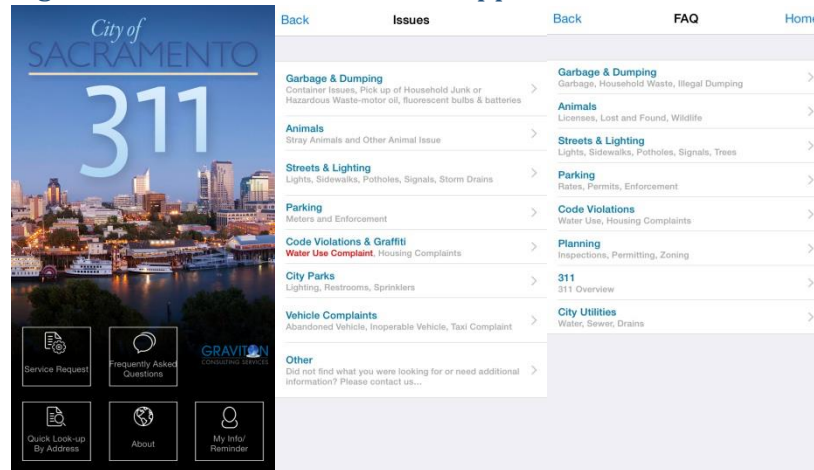 City of
SACRAMENTO
311
Service Request
Frequently Asked
Questions
GRAVITON
CONSULTING SERVICES
Quick Look-up
By Address
About
My Info/
Reminder
Back
Issues
Garbage & Dumping
Container Issues, Pick up of Household Junk or
Hazardous Waste-motor oil, fluorescent bulbs & batteries
Animals
Stray Animals and Other Animal Issue
Streets & Lighting
Lights, Sidewalks, Potholes, Signals, Storm Drains
Parking
Meters and Enforcement
Code Violations & Graffiti
Water Use Complaint, Housing Complaints
City Parks
Lighting, Restrooms, Sprinklers
Vehicle Complaints
Abandoned Vehicle, Inoperable Vehicle, Taxi Complaint
Other
Did not find what you were looking for or need additional
information? Please contact us...
Back
FAQ
Home
Garbage & Dumping
Garbage, Household Waste, Illegal Dumping
Animals
Licenses, Lost and Found, Wildlife
Streets & Lighting
Lights, Sidewalks, Potholes, Signals, Trees
Parking
Rates, Permits, Enforcement
Code Violations
Water Use, Housing Complaints
Planning
Inspections, Permitting, Zoning
311
311 Overview
City Utilities
Water, Sewer, Drains